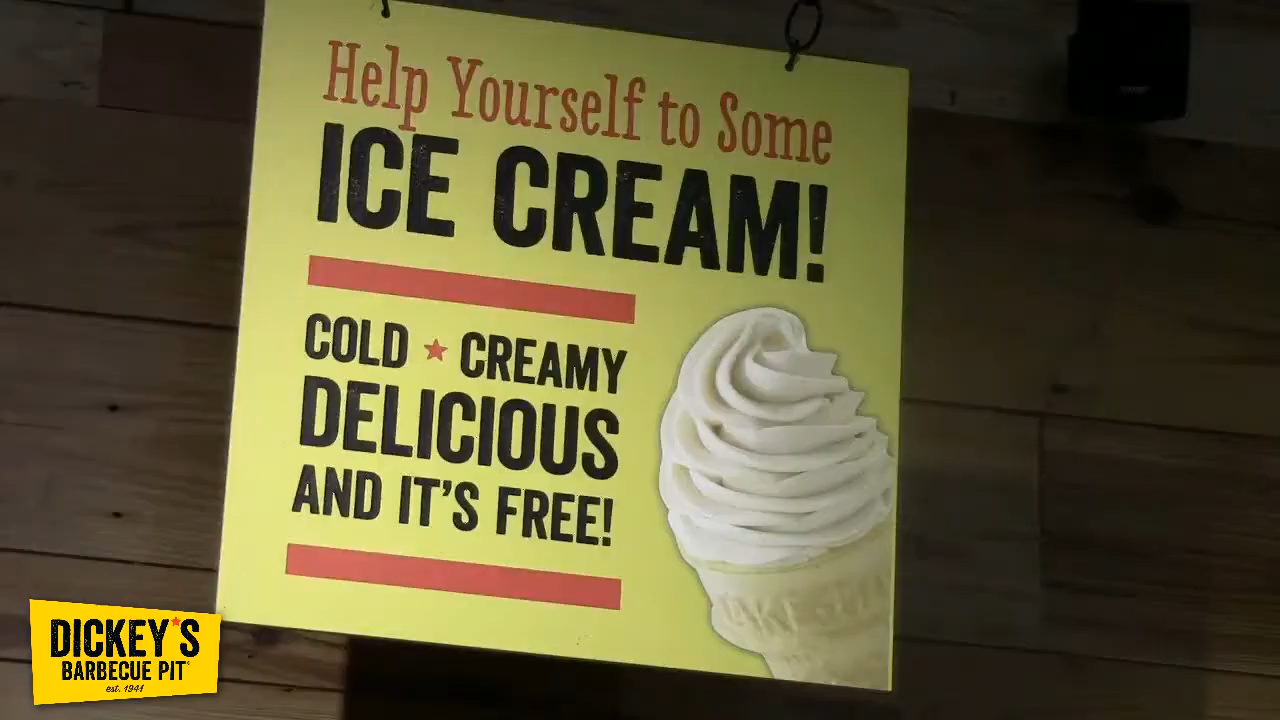 Help Yourself to Some
ICE CREAM!
COLD ★ CREAMY
DELICIOUS
AND IT'S FREE!
DICKEY'S
BARBECUE PIT
est. 1941